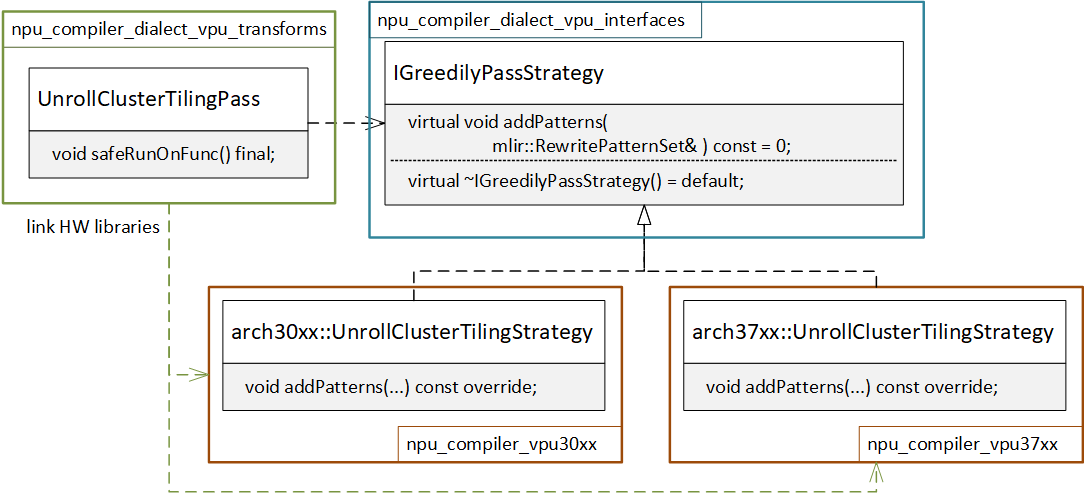 npu_compiler_dialect_vpu_transforms
UnrollClusterTilingPass
void safeRunOnFunc() final;
npu_compiler_dialect_vpu_interfaces
IGreedilyPassStrategy
virtual void addPatterns(
mlir::RewritePatternSet& ) const = 0;
virtual ~IGreedilyPassStrategy() = default;
link HW libraries
arch30xx::UnrollClusterTilingStrategy
void addPatterns(...) const override;
npu_compiler_vpu30xx
arch37xx::UnrollClusterTilingStrategy
void addPatterns(...) const override;
npu_compiler_vpu37xx